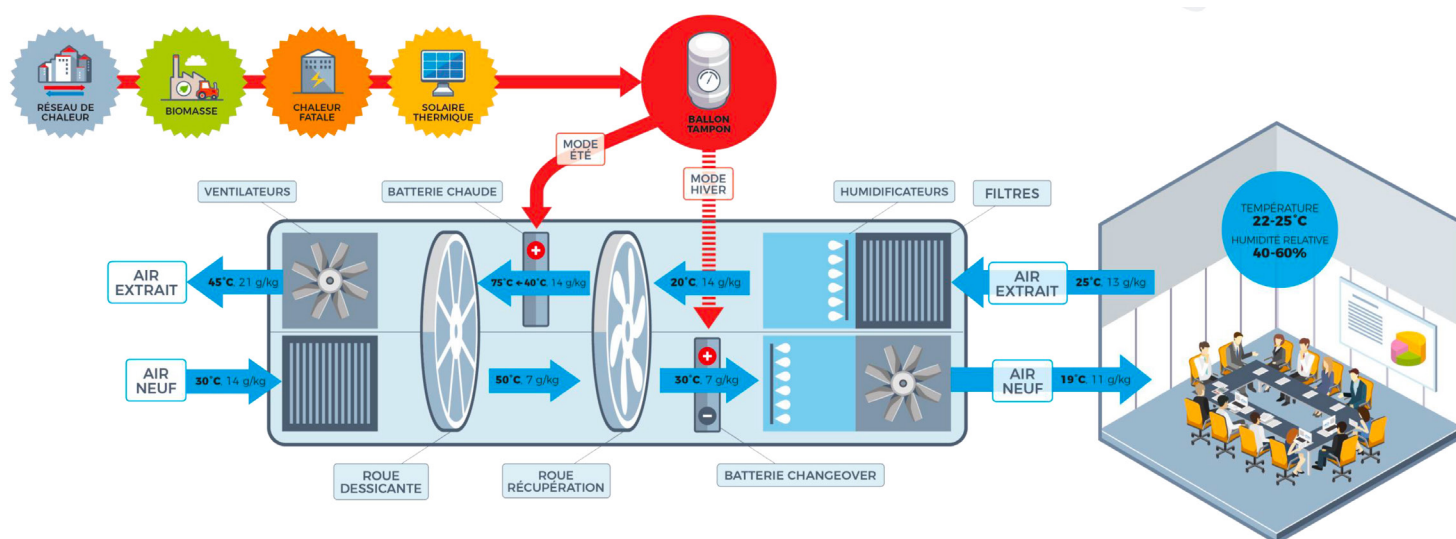 RÉSEAU DE
CHALEUR
BIOMASSE
CHALEUR
FATALE
SOLAIRE
THERMIQUE
BALLON
TAMPON
MODE
ÉTÉ
MODE
HIVER
VENTILATEURS
BATTERIE CHAUDE
HUMIDIFICATEURS
FILTRES
TEMPÉRATURE
22-25°C
HUMIDITÉ RELATIVE
40-60%
AIR
EXTRAIT
45°C, 21 g/kg
75°C ← 40°C, 14 g/kg
20°C, 14 g/kg
AIR
EXTRAIT
25°C, 13 g/kg
AIR
NEUF
30°C, 14 g/kg
50°C, 7 g/kg
30°C, 7 g/kg
AIR
NEUF
19°C, 11 g/kg
ROUE
DESSICANTE
ROUE
RÉCUPÉRATION
BATTERIE CHANGEOVER